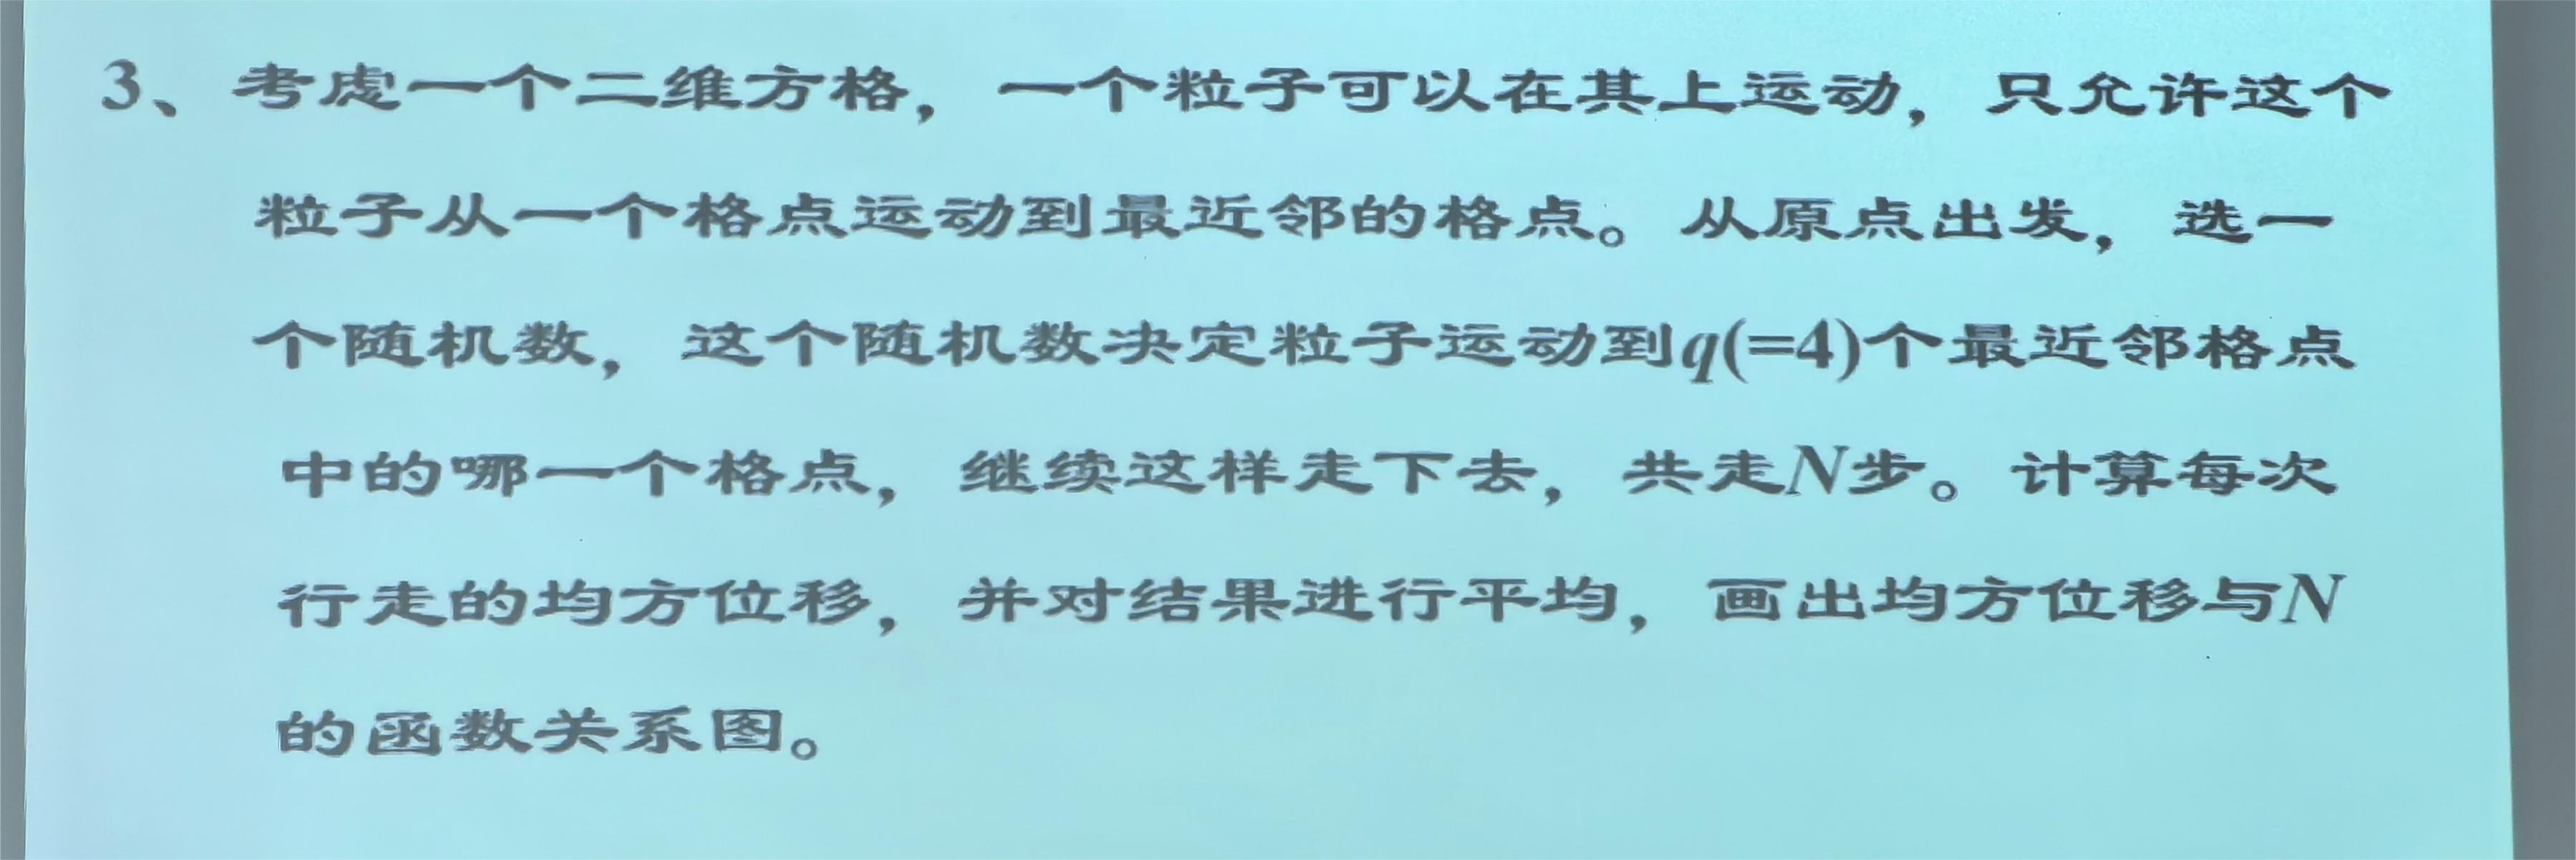 3、考虑一个二维方格，一个粒子可以在其上运动，只允许这个
粒子从一个格点运动到最近邻的格点。从原点出发，选一
个随机数，这个随机数决定粒子运动到q(=4)个最近邻格点
中的哪一个格点，继续这样走下去，共走N步。计算每次
行走的均方位移，并对结果进行平均，画出均方位移与N
的函数关系图。